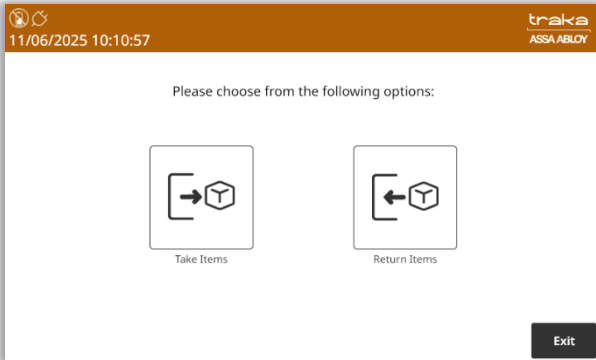 traka
11/06/2025 10:10:57
ASSA ABLOY
Please choose from the following options:
Take Items
Return Items
Exit